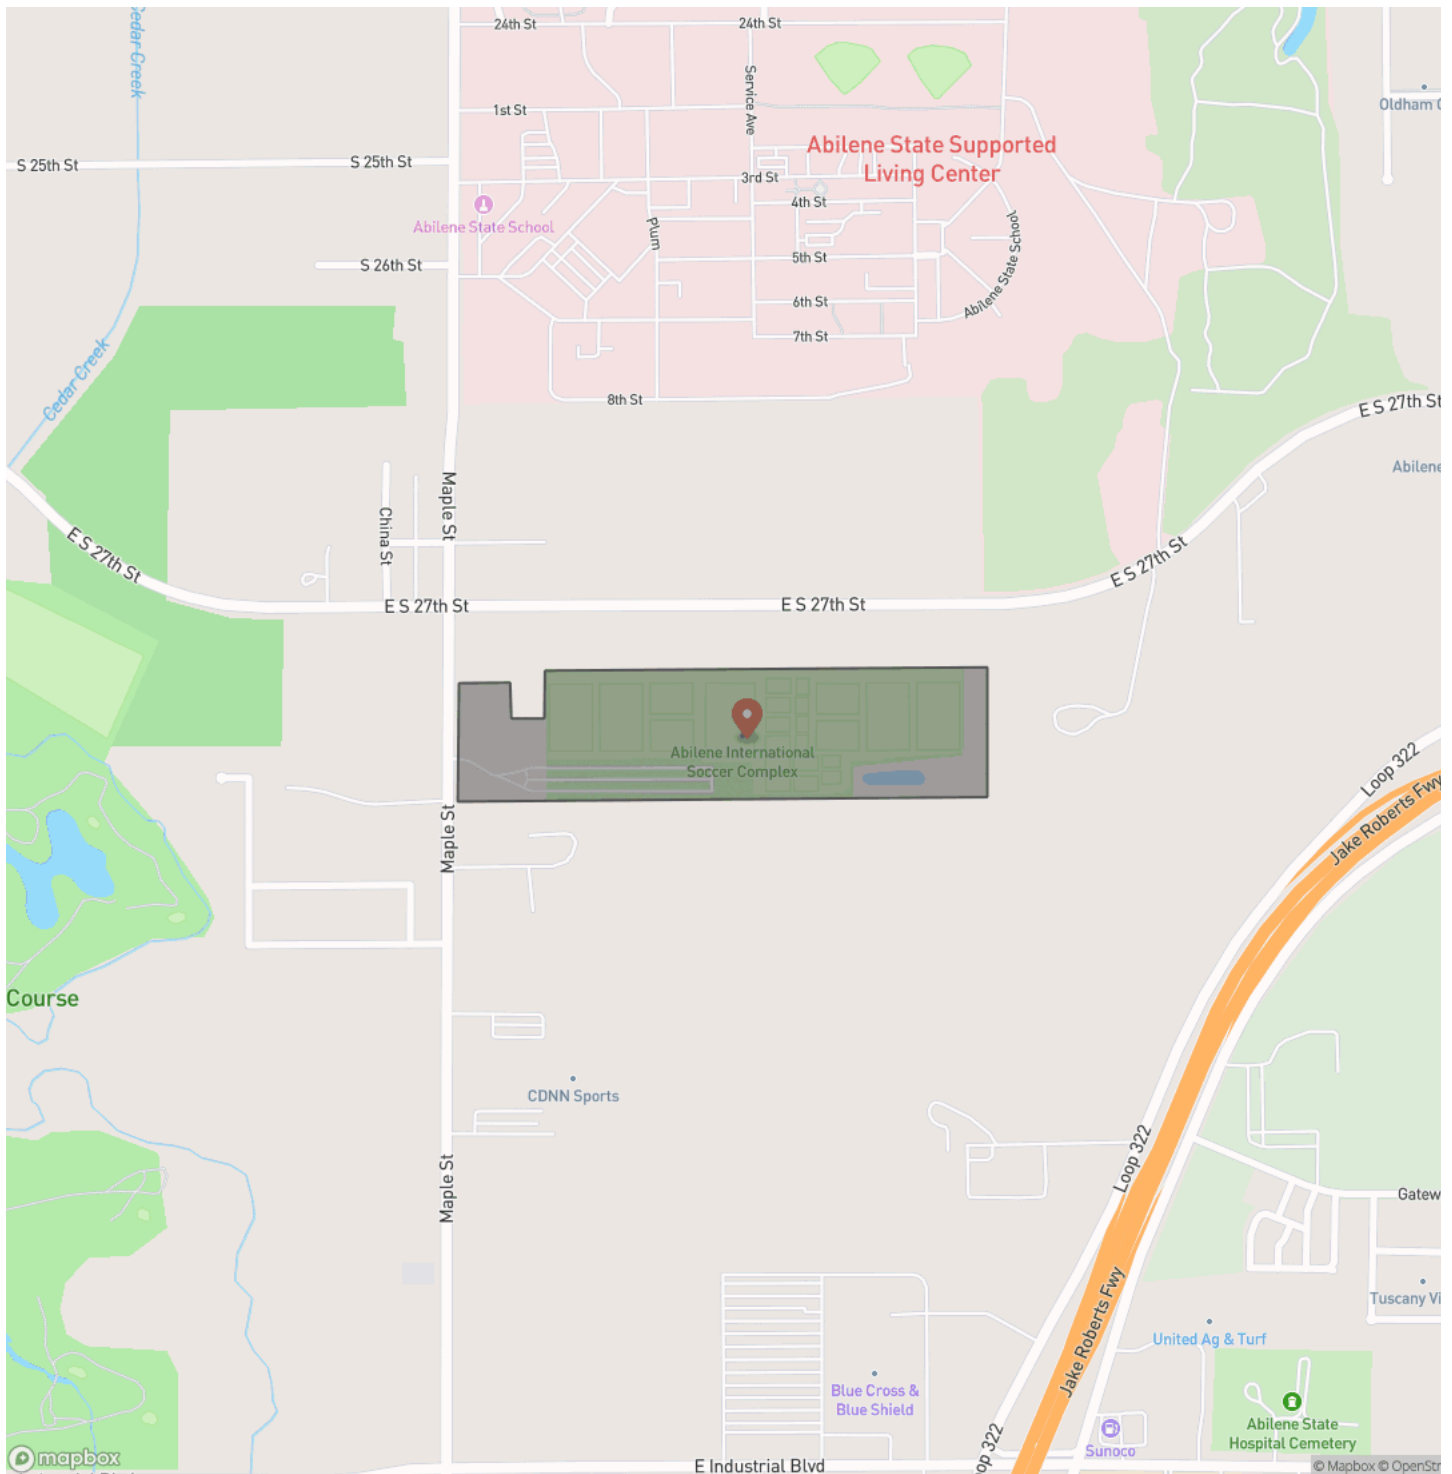 24th St
24th St
Cedar Creek
Service Ave
1st St
Oldham
Abilene State Supported
Living Center
S 25th St
S 25th St
3rd St
4th St
Abilene State School
Plum
Abilene State School
5th St
S 26th St
6th St
7th St
Cedar Creek
8th St
E S 27th St
Abilene
Maple St
China St
E S 27th St
E S 27th St
E S 27th St
E S 27th St
Abilene International
Soccer Complex
Loop 322
Jake Roberts Fwy
Maple St
Course
CDNN Sports
Loop 322
Maple St
Gatew
Jake Roberts Fwy
Tuscany Vi
United Ag & Turf
Blue Cross &
Blue Shield
Abilene State
Hospital Cemetery
Sunoco
oop 322
mapbox
E Industrial Blvd
© Mapbox © OpenStr